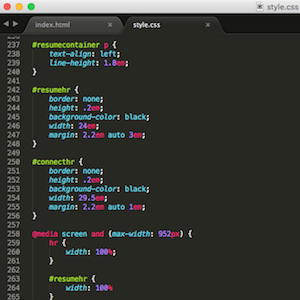 style.css
index.html × style.css ×
237 #resumecontainer p {
238 text-align: left;
239 line-height: 1.8em;
240 }
241
242 #resumehr {
243 border: none;
244 height: .2em;
245 background-color: black;
246 width: 24em;
247 margin: 2.2em auto 3em;
248 }
249
250 #connecthr {
251 border: none;
252 height: .2em;
253 background-color: black;
254 width: 29.5em;
255 margin: 2.2em auto 1em;
256 }
257
258 @media screen and (max-width: 952px) {
259 hr {
260 width: 100%;
261 }
262
263 #resumehr {
264 width: 100%
265 }